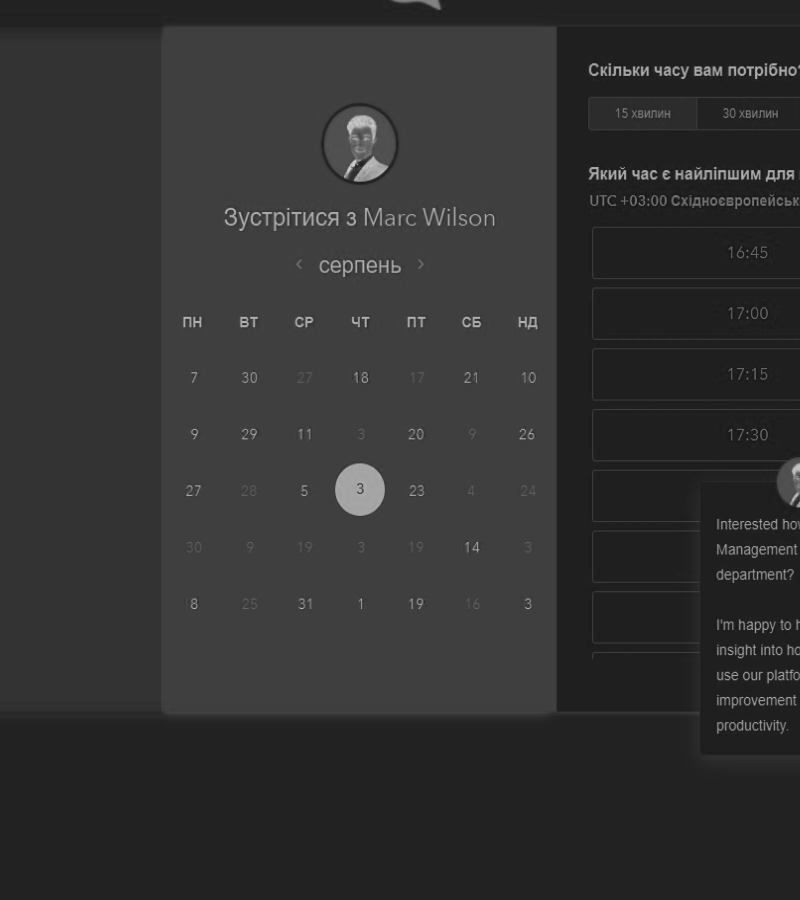 Зустрітися з Marc Wilson
‹ серпень ›
ПН ВТ СР ЧТ ПТ СБ НД
7 30 27 18 17 21 10
9 29 11 3 20 9 26
27 28 5 3 23 4 24
30 9 19 3 19 14 3
8 25 31 1 19 16 3
Скільки часу вам потрібно?
15 хвилин 30 хвилин
Який час є найліпшим для
UTC +03:00
16:45
17:00
17:15
17:30
Interested how
Management
department?
I'm happy to
insight into
use our
improvement
productivity.